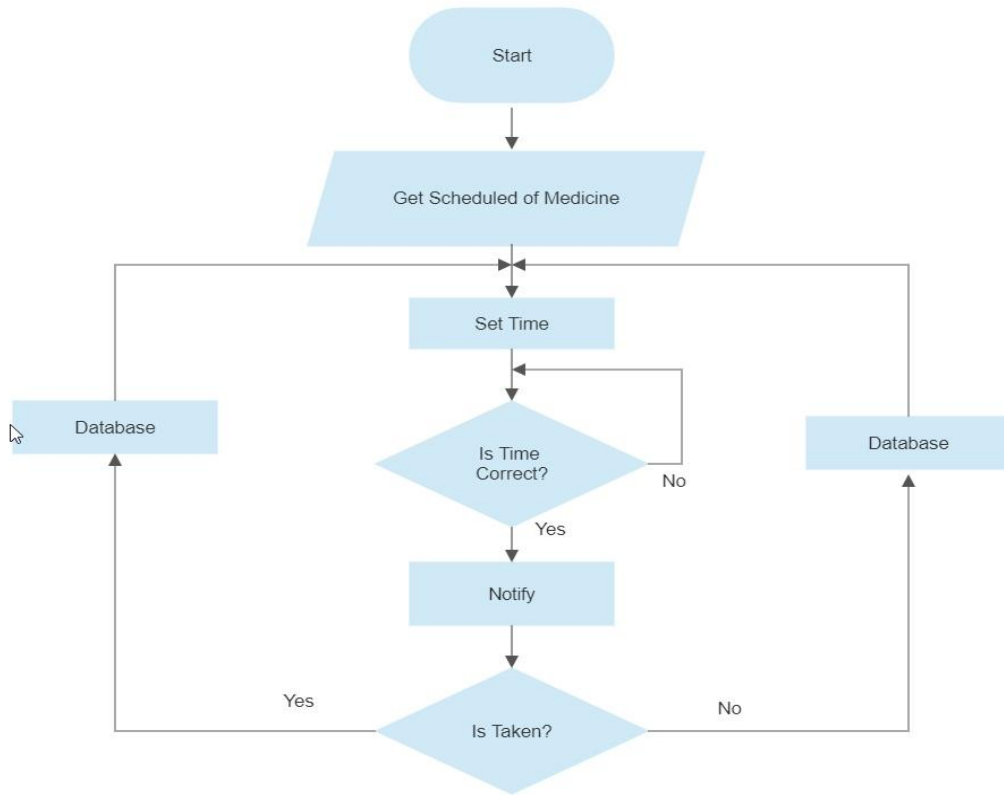 Start
Get Scheduled of Medicine
Set Time
Database
Is Time
Correct?
Database
No
Yes
Notify
Yes
No
Is Taken?